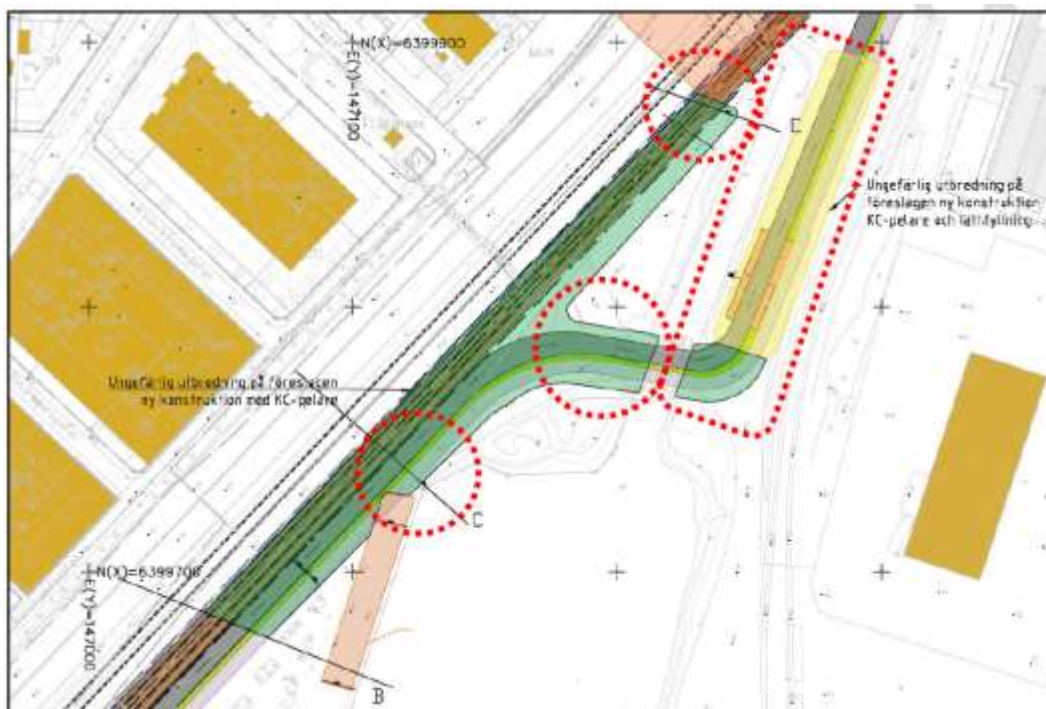 N(X)=6399900
E(Y)=147100
E
Ungefärlig utbredning på
föreslagen ny konstruktion
KC-pelare och lättfyllning
Ungefärlig utbredning på föreslagen
ny konstruktion med KC-pelare
C
N(X)=6399700
E(Y)=147000
B